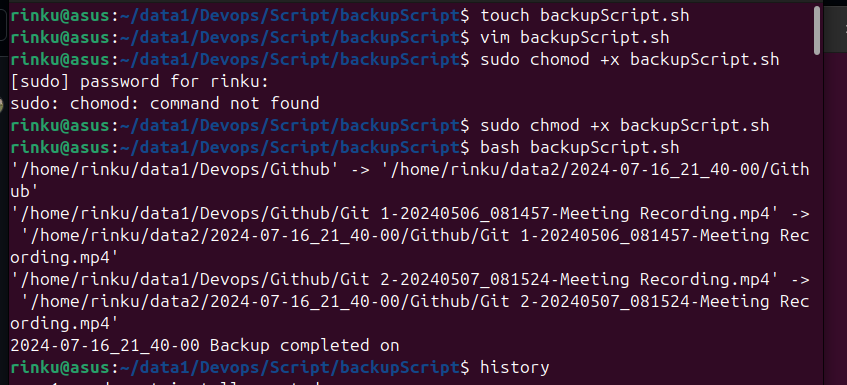 rinku@asus:~/data1/Devops/Script/backupScript$ touch backupScript.sh
rinku@asus:~/data1/Devops/Script/backupScript$ vim backupScript.sh
rinku@asus:~/data1/Devops/Script/backupScript$ sudo chomod +x backupScript.sh
[sudo] password for rinku:
sudo: chomod: command not found
rinku@asus:~/data1/Devops/Script/backupScript$ sudo chmod +x backupScript.sh
rinku@asus:~/data1/Devops/Script/backupScript$ bash backupScript.sh
'/home/rinku/data1/Devops/Github' -> '/home/rinku/data2/2024-07-16_21_40-00/Gith
ub'
'/home/rinku/data1/Devops/Github/Git 1-20240506_081457-Meeting Recording.mp4' ->
 '/home/rinku/data2/2024-07-16_21_40-00/Github/Git 1-20240506_081457-Meeting Rec
ording.mp4'
'/home/rinku/data1/Devops/Github/Git 2-20240507_081524-Meeting Recording.mp4' ->
 '/home/rinku/data2/2024-07-16_21_40-00/Github/Git 2-20240507_081524-Meeting Rec
ording.mp4'
2024-07-16_21_40-00 Backup completed on
rinku@asus:~/data1/Devops/Script/backupScript$ history